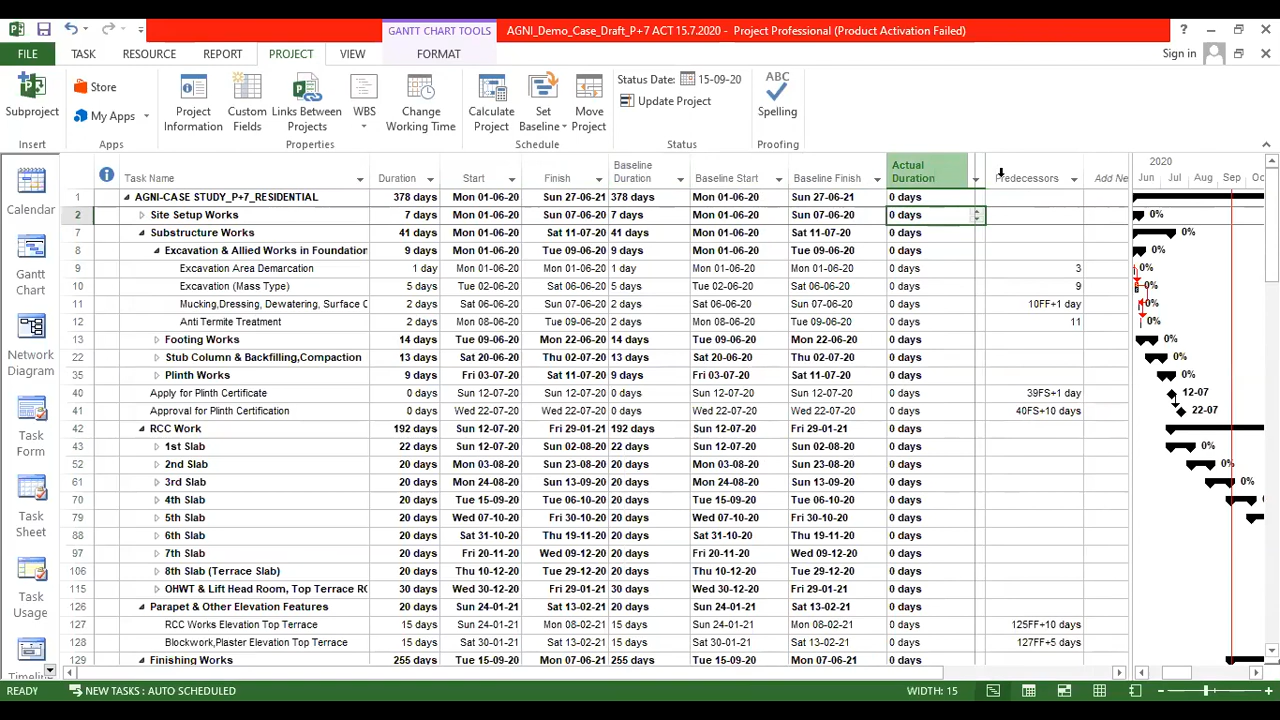 GANTT CHART TOOLS
AGNI_Demo_Case_Draft_P+7 ACT 15.7.2020 - Project Professional (Product Activation Failed)
FILE TASK RESOURCE REPORT PROJECT VIEW FORMAT Sign in
Subproject
Store
My Apps
Project Information
Custom Fields
Links Between Projects
WBS
Change Working Time
Calculate Project
Set Baseline
Move Project
Status Date: 15-09-20
Update Project
ABC
Spelling
Insert Apps Properties Schedule Status Proofing
Calendar
Gantt Chart
Network Diagram
Task Form
Task Sheet
Task Usage
Task Name Duration Start Finish Baseline Duration Baseline Start Baseline Finish Actual Duration Predecessors Add Ne
2020
Jun Jul Aug Sep Oc
1 AGNI-CASE STUDY_P+7_RESIDENTIAL 378 days Mon 01-06-20 Sun 27-06-21 378 days Mon 01-06-20 Sun 27-06-21 0 days
2 Site Setup Works 7 days Mon 01-06-20 Sun 07-06-20 7 days Mon 01-06-20 Sun 07-06-20 0 days 0%
7 Substructure Works 41 days Mon 01-06-20 Sat 11-07-20 41 days Mon 01-06-20 Sat 11-07-20 0 days 0%
8 Excavation & Allied Works in Foundation 9 days Mon 01-06-20 Tue 09-06-20 9 days Mon 01-06-20 Tue 09-06-20 0 days 0%
9 Excavation Area Demarcation 1 day Mon 01-06-20 Mon 01-06-20 1 day Mon 01-06-20 Mon 01-06-20 0 days 3 0%
10 Excavation (Mass Type) 5 days Tue 02-06-20 Sat 06-06-20 5 days Tue 02-06-20 Sat 06-06-20 0 days 9 0%
11 Mucking,Dressing, Dewatering, Surface C 2 days Sat 06-06-20 Sun 07-06-20 2 days Sat 06-06-20 Sun 07-06-20 0 days 10FF+1 day 0%
12 Anti Termite Treatment 2 days Mon 08-06-20 Tue 09-06-20 2 days Mon 08-06-20 Tue 09-06-20 0 days 11 0%
13 Footing Works 14 days Tue 09-06-20 Mon 22-06-20 14 days Tue 09-06-20 Mon 22-06-20 0 days 0%
22 Stub Column & Backfilling,Compaction 13 days Sat 20-06-20 Thu 02-07-20 13 days Sat 20-06-20 Thu 02-07-20 0 days 0%
35 Plinth Works 9 days Fri 03-07-20 Sat 11-07-20 9 days Fri 03-07-20 Sat 11-07-20 0 days 0%
40 Apply for Plinth Certificate 0 days Sun 12-07-20 Sun 12-07-20 0 days Sun 12-07-20 Sun 12-07-20 0 days 39FS+1 day 12-07
41 Approval for Plinth Certification 0 days Wed 22-07-20 Wed 22-07-20 0 days Wed 22-07-20 Wed 22-07-20 0 days 40FS+10 days 22-07
42 RCC Work 192 days Sun 12-07-20 Fri 29-01-21 192 days Sun 12-07-20 Fri 29-01-21 0 days
43 1st Slab 22 days Sun 12-07-20 Sun 02-08-20 22 days Sun 12-07-20 Sun 02-08-20 0 days 0%
52 2nd Slab 20 days Mon 03-08-20 Sun 23-08-20 20 days Mon 03-08-20 Sun 23-08-20 0 days 0%
61 3rd Slab 20 days Mon 24-08-20 Sun 13-09-20 20 days Mon 24-08-20 Sun 13-09-20 0 days 0%
70 4th Slab 20 days Tue 15-09-20 Tue 06-10-20 20 days Tue 15-09-20 Tue 06-10-20 0 days 0%
79 5th Slab 20 days Wed 07-10-20 Fri 30-10-20 20 days Wed 07-10-20 Fri 30-10-20 0 days
88 6th Slab 20 days Sat 31-10-20 Thu 19-11-20 20 days Sat 31-10-20 Thu 19-11-20 0 days
97 7th Slab 20 days Fri 20-11-20 Wed 09-12-20 20 days Fri 20-11-20 Wed 09-12-20 0 days
106 8th Slab (Terrace Slab) 20 days Thu 10-12-20 Tue 29-12-20 20 days Thu 10-12-20 Tue 29-12-20 0 days
115 OHWT & Lift Head Room, Top Terrace RC 30 days Wed 30-12-20 Fri 29-01-21 30 days Wed 30-12-20 Fri 29-01-21 0 days
126 Parapet & Other Elevation Features 20 days Sun 24-01-21 Sat 13-02-21 20 days Sun 24-01-21 Sat 13-02-21 0 days
127 RCC Works Elevation Top Terrace 15 days Sun 24-01-21 Mon 08-02-21 15 days Sun 24-01-21 Mon 08-02-21 0 days 125FF+10 days
128 Blockwork,Plaster Elevation Top Terrace 15 days Sat 30-01-21 Sat 13-02-21 15 days Sat 30-01-21 Sat 13-02-21 0 days 127FF+5 days
129 Finishing Works 255 days Tue 15-09-20 Mon 07-06-21 255 days Tue 15-09-20 Mon 07-06-21 0 days
READY NEW TASKS : AUTO SCHEDULED WIDTH: 15